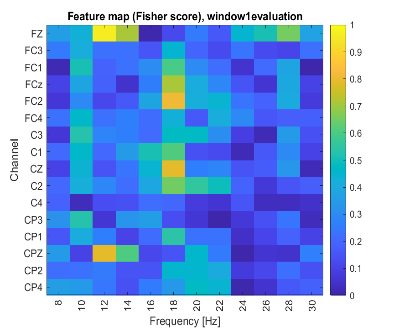 Feature map (Fisher score), window1evaluation
FZ
FC3
FC1
FCz
FC2
FC4
C3
C1
CZ
C2
C4
CP3
CP1
CPZ
CP2
CP4
Channel
8 10 12 14 16 18 20 22 24 26 28 30
Frequency [Hz]
1
0.9
0.8
0.7
0.6
0.5
0.4
0.3
0.2
0.1
0